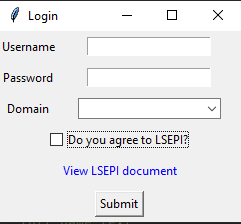 Login
Username
Password
Domain
Do you agree to LSEPI?
View LSEPI document
Submit